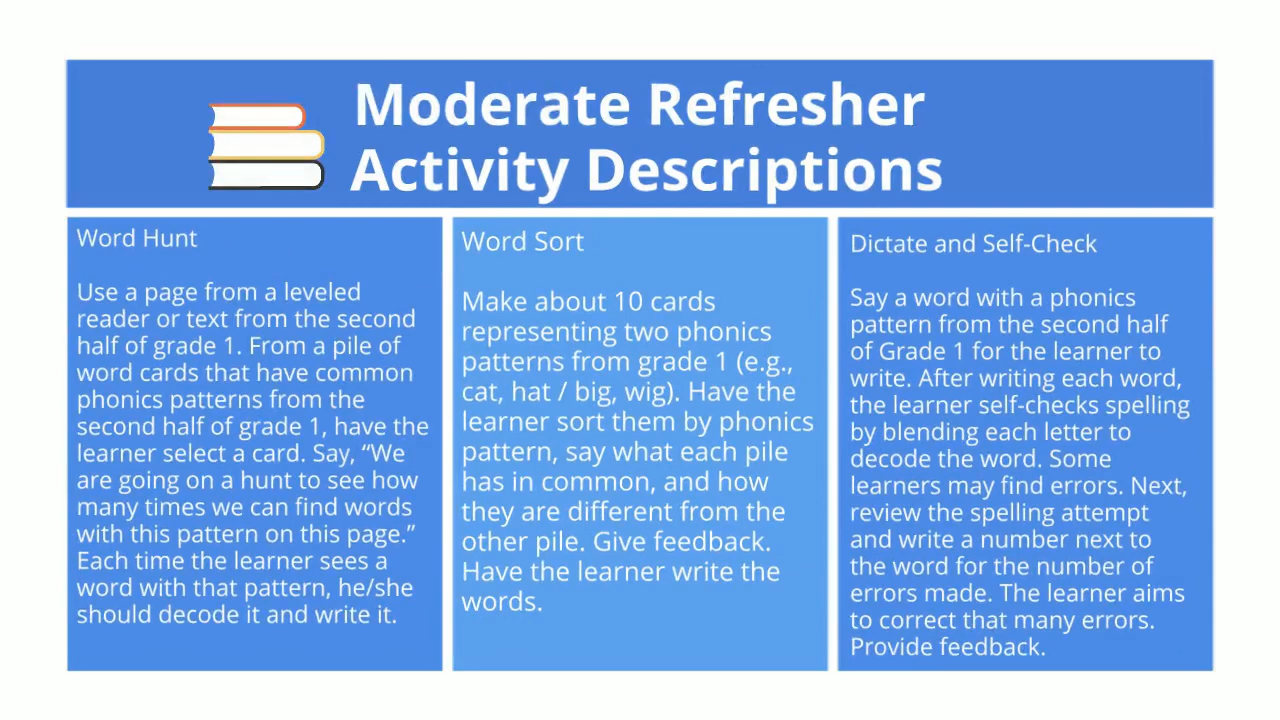 Moderate Refresher
Activity Descriptions
Word Hunt
Use a page from a leveled
reader or text from the second
half of grade 1. From a pile of
word cards that have common
phonics patterns from the
second half of grade 1, have the
learner select a card. Say, “We
are going on a hunt to see how
many times we can find words
with this pattern on this page.”
Each time the learner sees a
word with that pattern, he/she
should decode it and write it.
Word Sort
Make about 10 cards
representing two phonics
patterns from grade 1 (e.g.,
cat, hat / big, wig). Have the
learner sort them by phonics
pattern, say what each pile
has in common, and how
they are different from the
other pile. Give feedback.
Have the learner write the
words.
Dictate and Self-Check
Say a word with a phonics
pattern from the second half
of Grade 1 for the learner to
write. After writing each word,
the learner self-checks spelling
by blending each letter to
decode the word. Some
learners may find errors. Next,
review the spelling attempt
and write a number next to
the word for the number of
errors made. The learner aims
to correct that many errors.
Provide feedback.